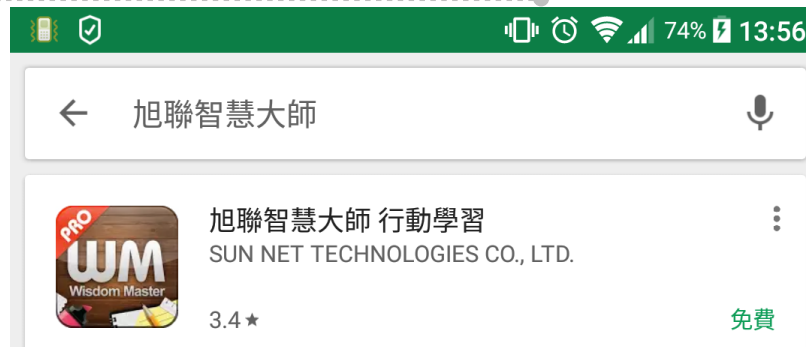 74% 13:56
旭聯智慧大師
PRO
WM
Wisdom Master
旭聯智慧大師 行動學習
SUN NET TECHNOLOGIES CO., LTD.
3.4★
免費